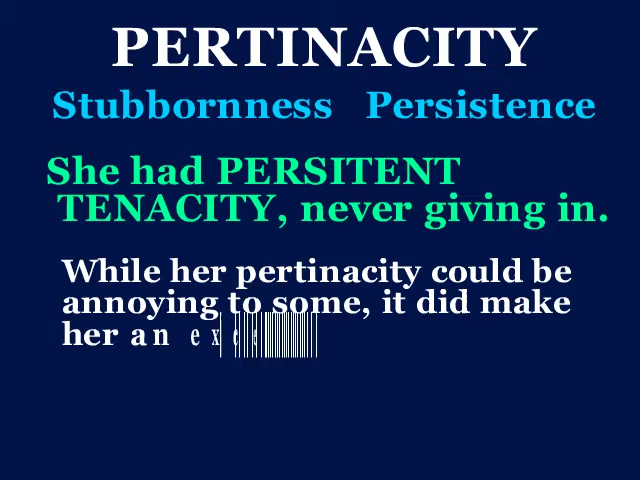 PERTINACITY
Stubbornness Persistence
She had PERSITENT
TENACITY, never giving in.
While her pertinacity could be
annoying to some, it did make
her an